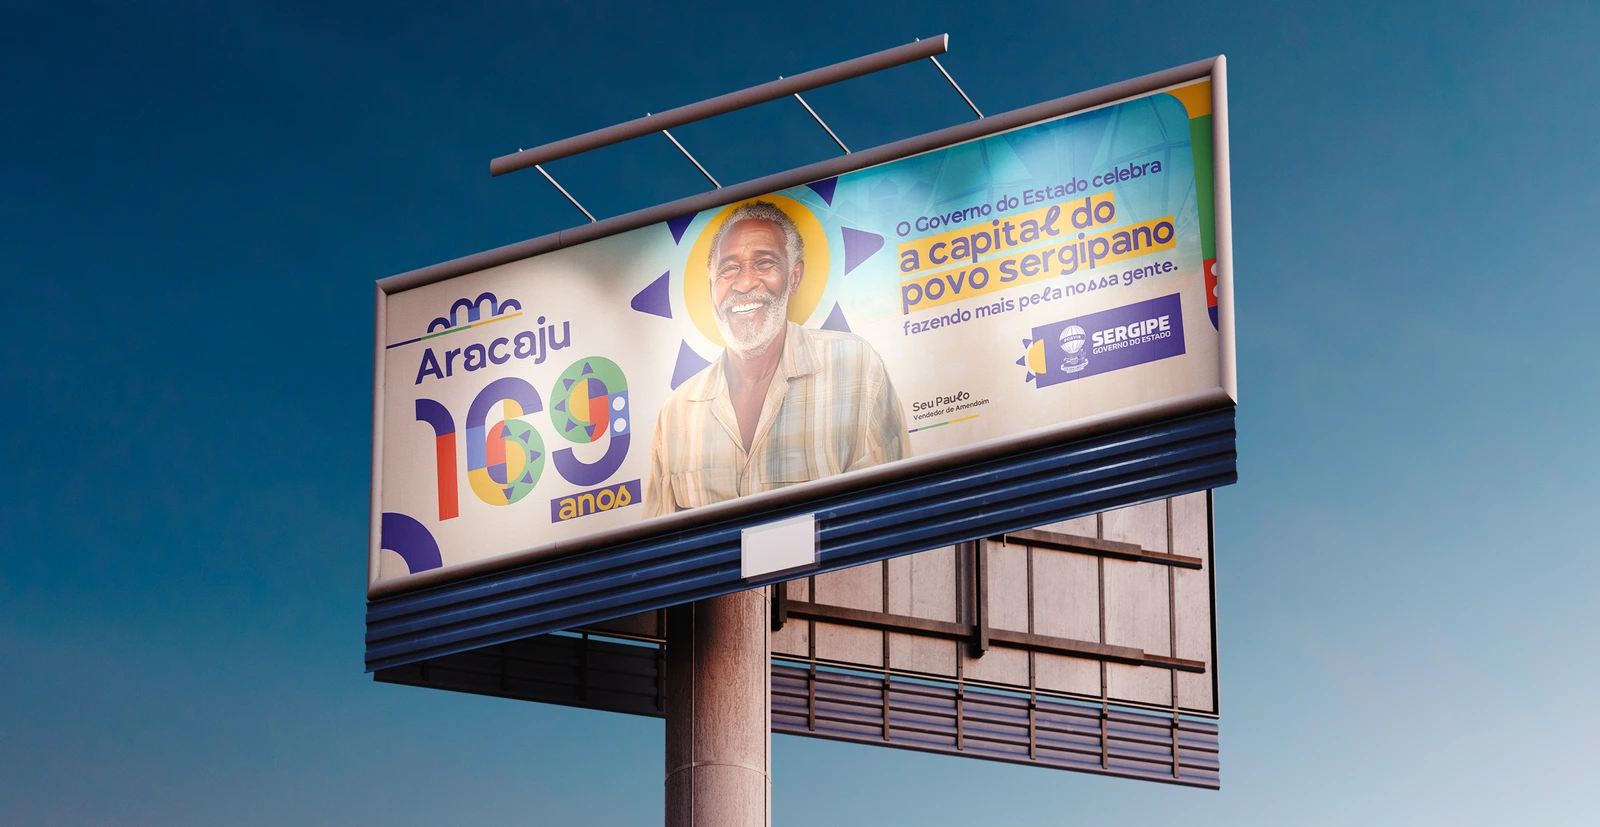 Aracaju
169
anos
O Governo do Estado celebra
a capital do
povo sergipano
fazendo mais pela nossa gente.
SERGIPE
GOVERNO DO ESTADO
Seu Paulo
Vendedor de Amendoim